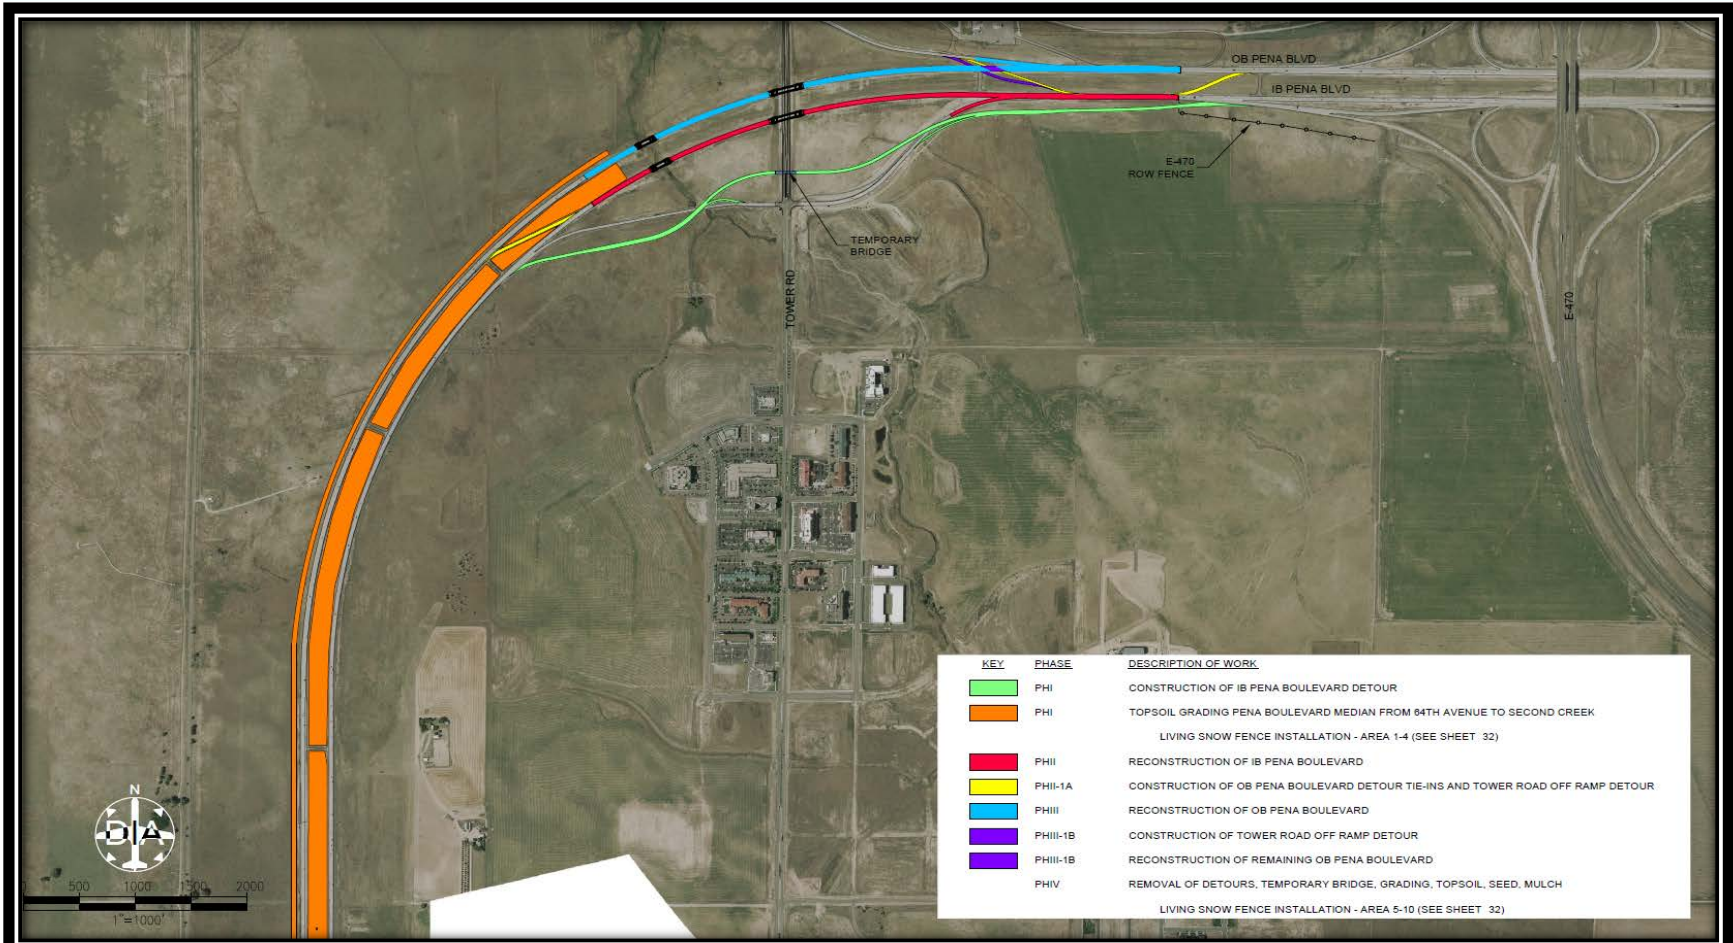 OB PENA BLVD
IB PENA BLVD
E-470
ROW FENCE
TEMPORARY
BRIDGE
TOWER RD
E-470
KEY PHASE DESCRIPTION OF WORK
PHI CONSTRUCTION OF IB PENA BOULEVARD DETOUR
PHI TOPSOIL GRADING PENA BOULEVARD MEDIAN FROM 64TH AVENUE TO SECOND CREEK
LIVING SNOW FENCE INSTALLATION - AREA 1-4 (SEE SHEET 32)
PHII RECONSTRUCTION OF IB PENA BOULEVARD
PHII-1A CONSTRUCTION OF OB PENA BOULEVARD DETOUR TIE-INS AND TOWER ROAD OFF RAMP DETOUR
PHIII RECONSTRUCTION OF OB PENA BOULEVARD
PHIII-1B CONSTRUCTION OF TOWER ROAD OFF RAMP DETOUR
PHIII-1B RECONSTRUCTION OF REMAINING OB PENA BOULEVARD
PHIV REMOVAL OF DETOURS, TEMPORARY BRIDGE, GRADING, TOPSOIL, SEED, MULCH
LIVING SNOW FENCE INSTALLATION - AREA 5-10 (SEE SHEET 32)
N
DIA
0 500 1000 1500 2000
1"=1000'